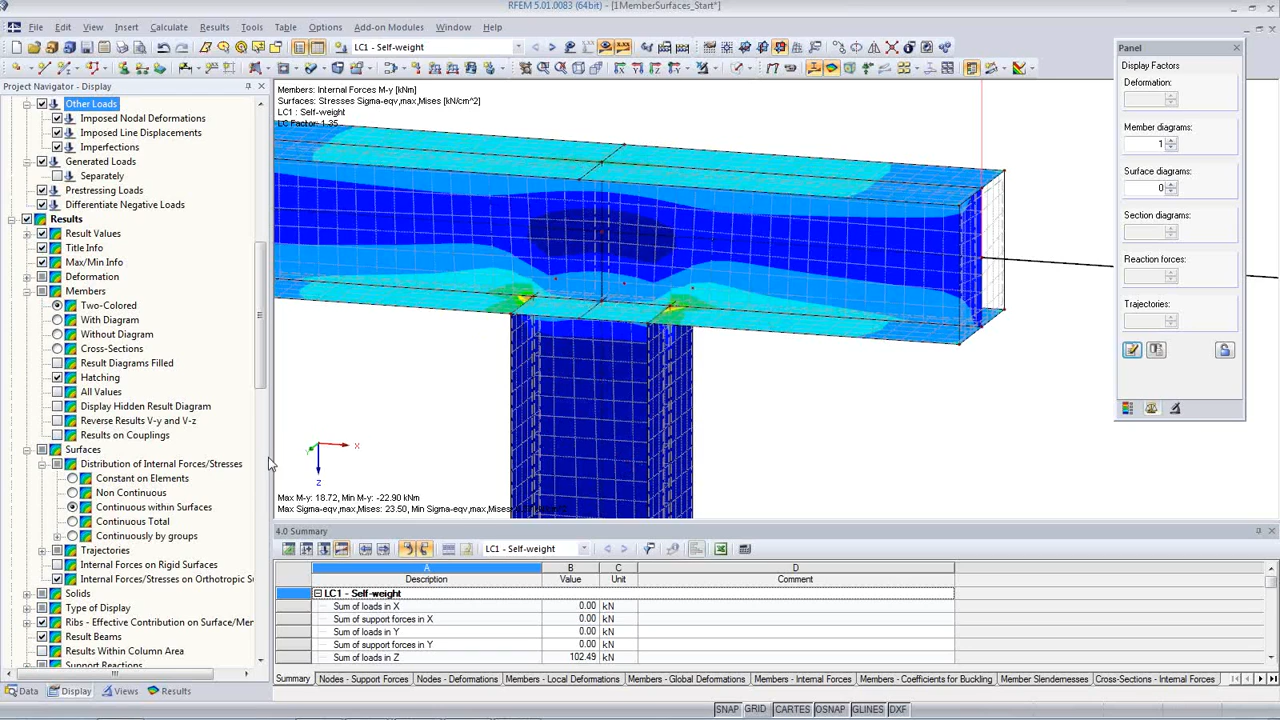 RFEM 5.01.0083 (64bit) - [1MemberSurfaces_Start*]
File Edit View Insert Calculate Results Tools Table Options Add-on Modules Window Help
LC1 - Self-weight
Project Navigator - Display
Other Loads
Imposed Nodal Deformations
Imposed Line Displacements
Imperfections
Generated Loads
Separately
Prestressing Loads
Differentiate Negative Loads
Results
Result Values
Title Info
Max/Min Info
Deformation
Members
Two-Colored
With Diagram
Without Diagram
Cross-Sections
Result Diagrams Filled
Hatching
All Values
Display Hidden Result Diagram
Reverse Results V-y and V-z
Results on Couplings
Surfaces
Distribution of Internal Forces/Stresses
Constant on Elements
Non Continuous
Continuous within Surfaces
Continuous Total
Continuously by groups
Trajectories
Internal Forces on Rigid Surfaces
Internal Forces/Stresses on Orthotropic S
Solids
Type of Display
Ribs - Effective Contribution on Surface/Mer
Result Beams
Results Within Column Area
Support Reactions
Data Display Views Results
Members: Internal Forces M-y [kNm]
Surfaces: Stresses Sigma-eqv,max,Mises [kN/cm^2]
LC1 : Self-weight
LC Factor: 1.35
X
Y
Z
Max M-y: 18.72, Min M-y: -22.90 kNm
Max Sigma-eqv,max,Mises: 23.50, Min Sigma-eqv,max,Mises:
Panel
Display Factors
Deformation:
Member diagrams:
1
Surface diagrams:
0
Section diagrams:
Reaction forces:
Trajectories:
4.0 Summary
LC1 - Self-weight
A B C D
Description Value Unit Comment
LC1 - Self-weight
Sum of loads in X 0.00 kN
Sum of support forces in X 0.00 kN
Sum of loads in Y 0.00 kN
Sum of support forces in Y 0.00 kN
Sum of loads in Z 102.49 kN
Summary Nodes - Support Forces Nodes - Deformations Members - Local Deformations Members - Global Deformations Members - Internal Forces Members - Coefficients for Buckling Member Slendernesses Cross-Sections - Internal Forces
SNAP GRID CARTES OSNAP GLINES DXF